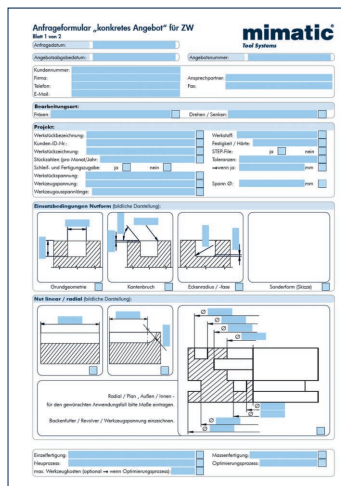 Anfrageformular „konkretes Angebot“ für ZW
Blatt 1 von 2
mimatic®
Tool Systems
Anfragedatum:
Angebotsabgabedatum:
Angebotsnummer:
Kundennummer:
Firma:
Ansprechpartner:
Telefon:
Fax:
E-Mail:
Bearbeitungsart:
Fräsen
Drehen / Senken:
Projekt:
Werkstückbezeichnung:
Werkstoff:
Kunden-ID-Nr.:
Festigkeit / Härte:
Werkstückzeichnung:
STEP-File: ja nein
Stückzahlen (pro Monat/Jahr:
Toleranzen:
Schleif- und Fertigungszugabe: ja nein
→wenn ja: mm
Werkstückspannung:
Werkzeugspannung:
Spann Ø: mm
Werkzeugausspannlänge:
Einsatzbedingungen Nutform (bildliche Darstellung):
Grundgeometrie
Kantenbruch
Eckenradius / -fase
Sonderform (Skizze)
Nut linear / radial (bildliche Darstellung):
Ø
Ø
Ø
Ø
Ø
Ø
Ø
Radial / Plan , Außen / Innen -
für den gewünschten Anwendungsfall bitte Maße eintragen.
Backenfutter / Revolver / Werkzeugspannung einzeichnen.
Einzelfertigung:
Massenfertigung:
Neuprozess:
Optimierungsprozess:
max. Werkzeugkosten (optional → wenn Optimierungsprozess):